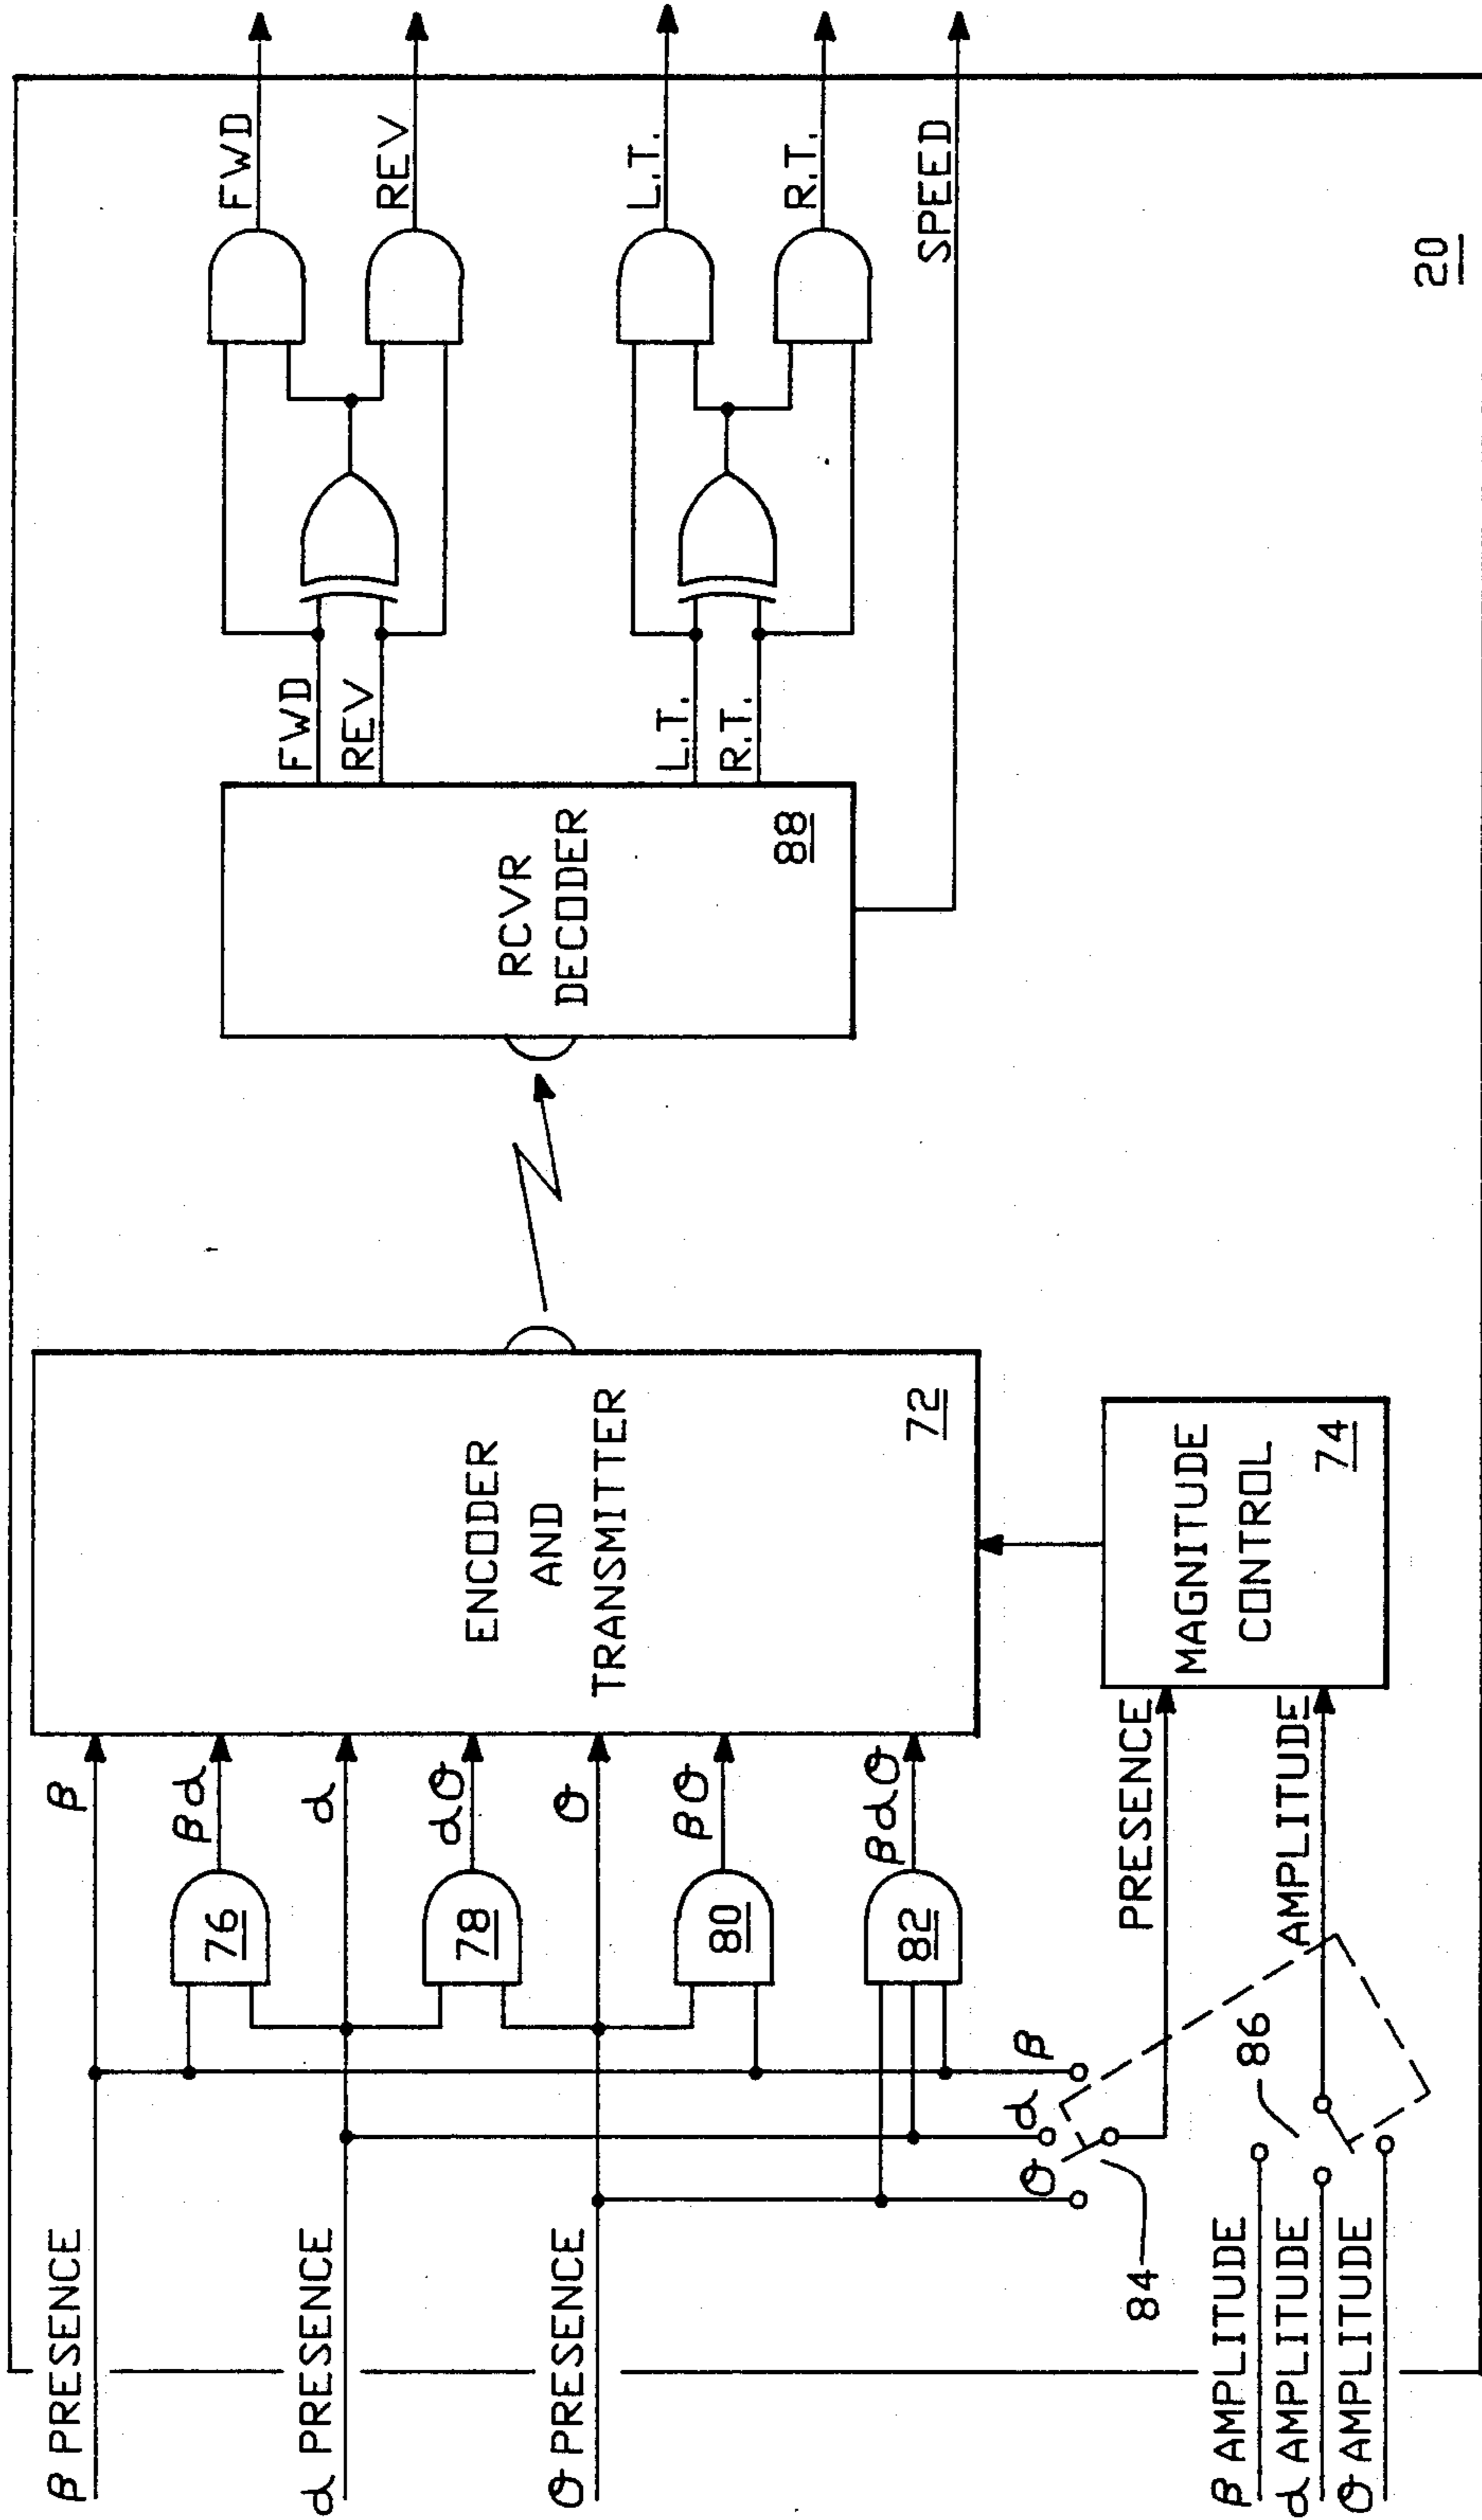 β PRESENCE
α PRESENCE
θ PRESENCE
β AMPLITUDE
α AMPLITUDE
θ AMPLITUDE
84
86
θ
α
β
76
78
80
82
β
βα
α
αθ
θ
βθ
βαθ
PRESENCE
AMPLITUDE
ENCODER
AND
TRANSMITTER
72
MAGNITUDE
CONTROL
74
RCVR
DECODER
88
FWD
REV
L.T.
R.T.
FWD
REV
L.T.
R.T.
SPEED
20